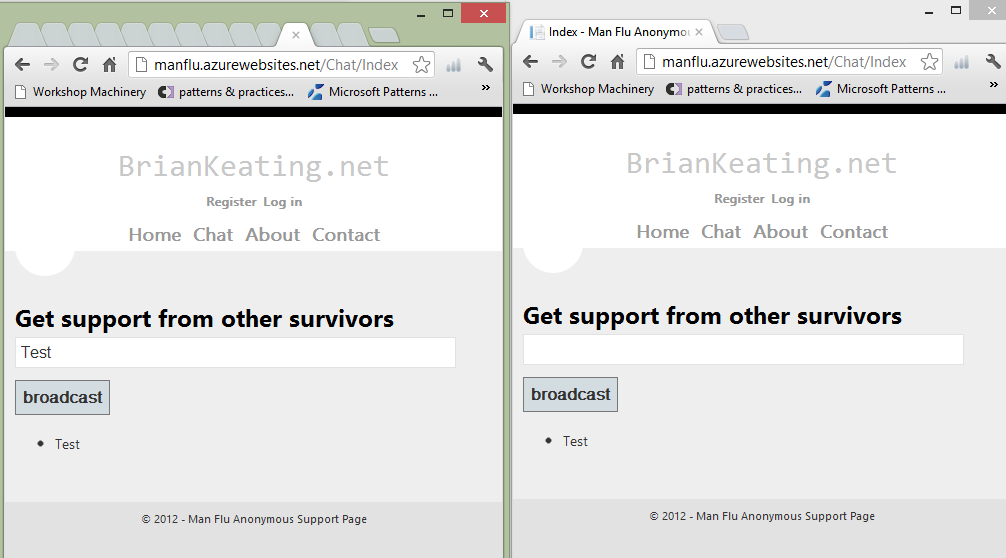 manflu.azurewebsites.net/Chat/Index
Workshop Machinery patterns & practices... Microsoft Patterns ... »
BrianKeating.net
Register Log in
Home Chat About Contact
Get support from other survivors
Test
broadcast
Test
© 2012 - Man Flu Anonymous Support Page
Index - Man Flu Anonymou
manflu.azurewebsites.net/Chat/Index
Workshop Machinery patterns & practices... Microsoft Patterns ... »
BrianKeating.net
Register Log in
Home Chat About Contact
Get support from other survivors
broadcast
Test
© 2012 - Man Flu Anonymous Support Page